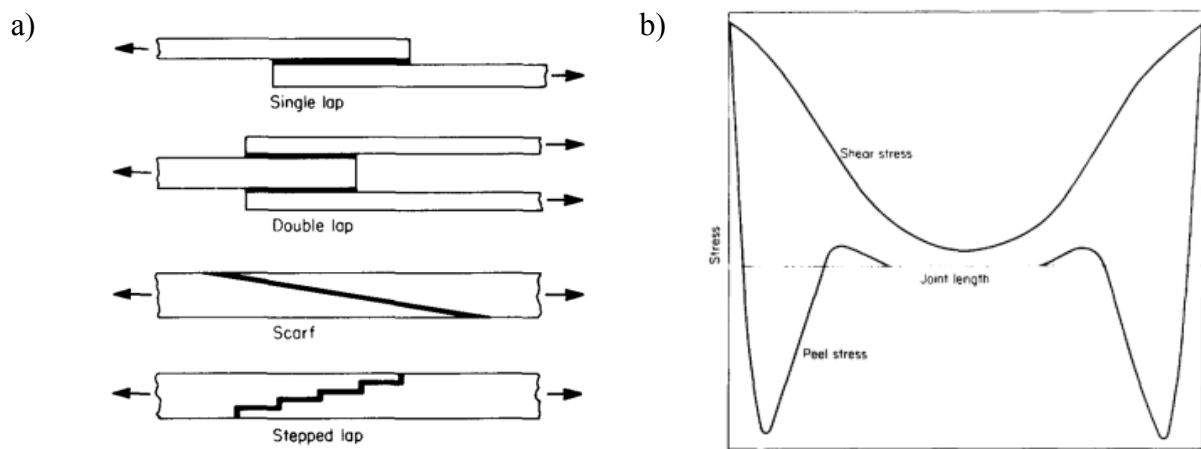 a)
Single lap
Double lap
Scarf
Stepped lap
b)
Stress
Shear stress
Joint length
Peel stress